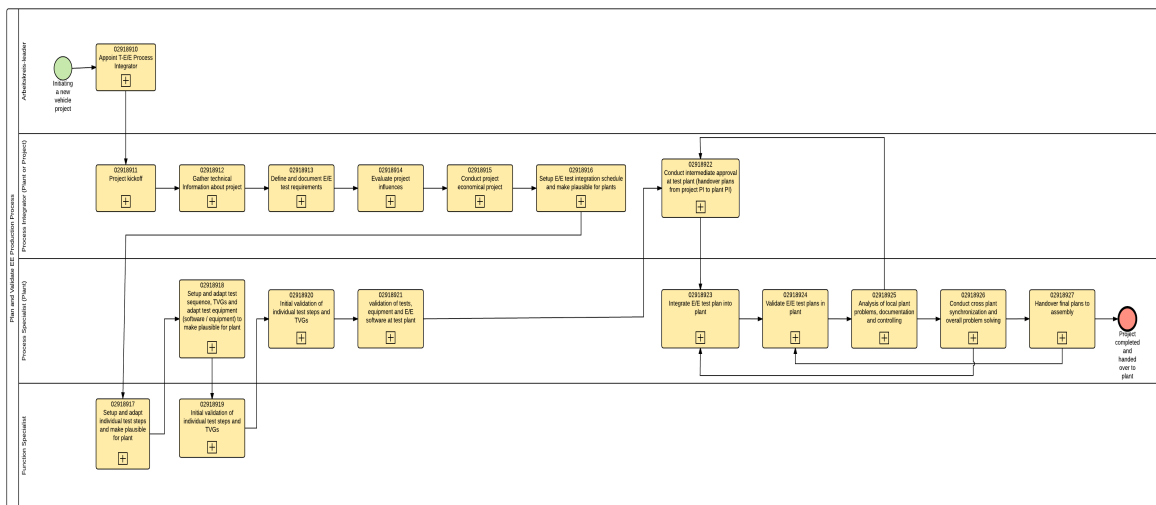 Plan and Validate EE Production Process
Arbeitskreis-leader
Initiating
a new
vehicle
project
02918910
Appoint T-E/E Process
Integrator
Process Integrator (Plant or Project)
02918911
Project kickoff
02918912
Gather technical
Information about project
02918913
Define and document E/E
test requirements
02918914
Evaluate project
influences
02918915
Conduct project
economical project
02918916
Setup E/E test integration schedule
and make plausible for plants
02918922
Conduct intermediate approval
at test plant (handover plans
from project PI to plant PI)
Process Specialist (Plant)
02918918
Setup and adapt test
sequence, TVGs and
adapt test equipment
(software / equipment) to
make plausible for plant
02918920
Initial validation of
individual test steps and
TVGs
02918921
validation of tests,
equipment and E/E
software at test plant
02918923
Integrate E/E test plan into
plant
02918924
Validate E/E test plans in
plant
02918925
Analysis of local plant
problems, documentation
and controlling
02918926
Conduct cross plant
synchronization and
overall problem solving
02918927
Handover final plans to
assembly
Project
completed
and
handed
over to
plant
Function Specialist
02918917
Setup and adapt
individual test steps
and make plausible
for plant
02918919
Initial validation of
individual test steps and
TVGs